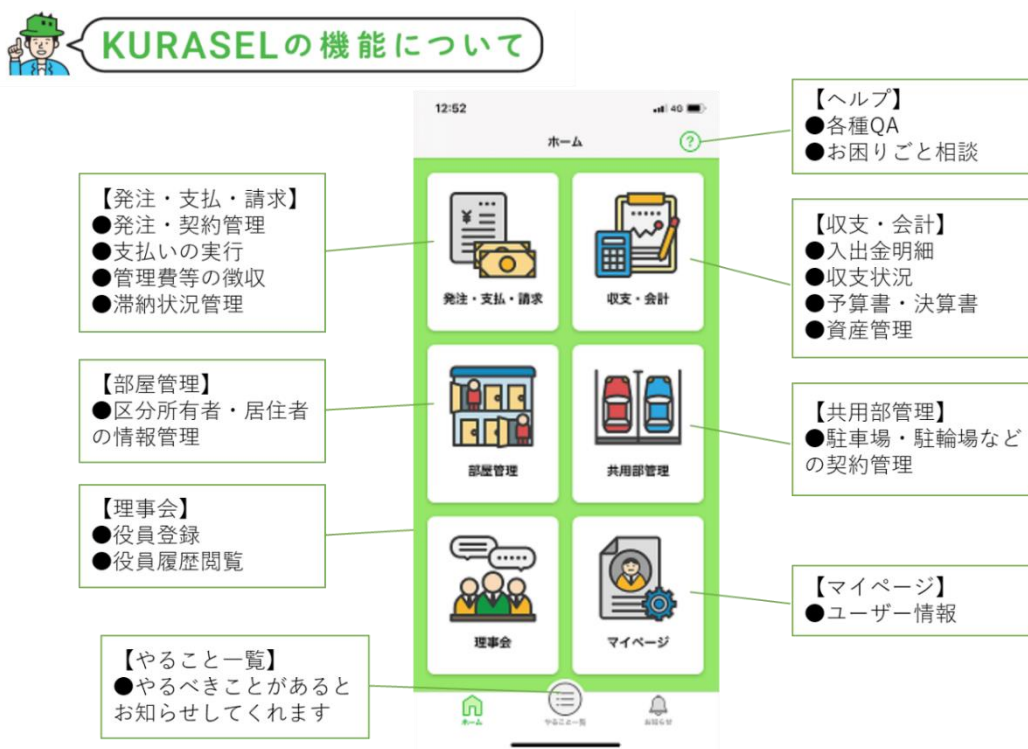 KURASELの機能について
12:52
4G
ホーム
?
【ヘルプ】
●各種QA
●お困りごと相談
【発注・支払・請求】
●発注・契約管理
●支払いの実行
●管理費等の徴収
●滞納状況管理
¥
発注・支払・請求
収支・会計
【収支・会計】
●入出金明細
●収支状況
●予算書・決算書
●資産管理
【部屋管理】
●区分所有者・居住者
の情報管理
部屋管理
共用部管理
【共用部管理】
●駐車場・駐輪場など
の契約管理
【理事会】
●役員登録
●役員履歴閲覧
理事会
マイページ
【マイページ】
●ユーザー情報
【やること一覧】
●やるべきことがあると
お知らせしてくれます
ホーム
やること一覧
お知らせ